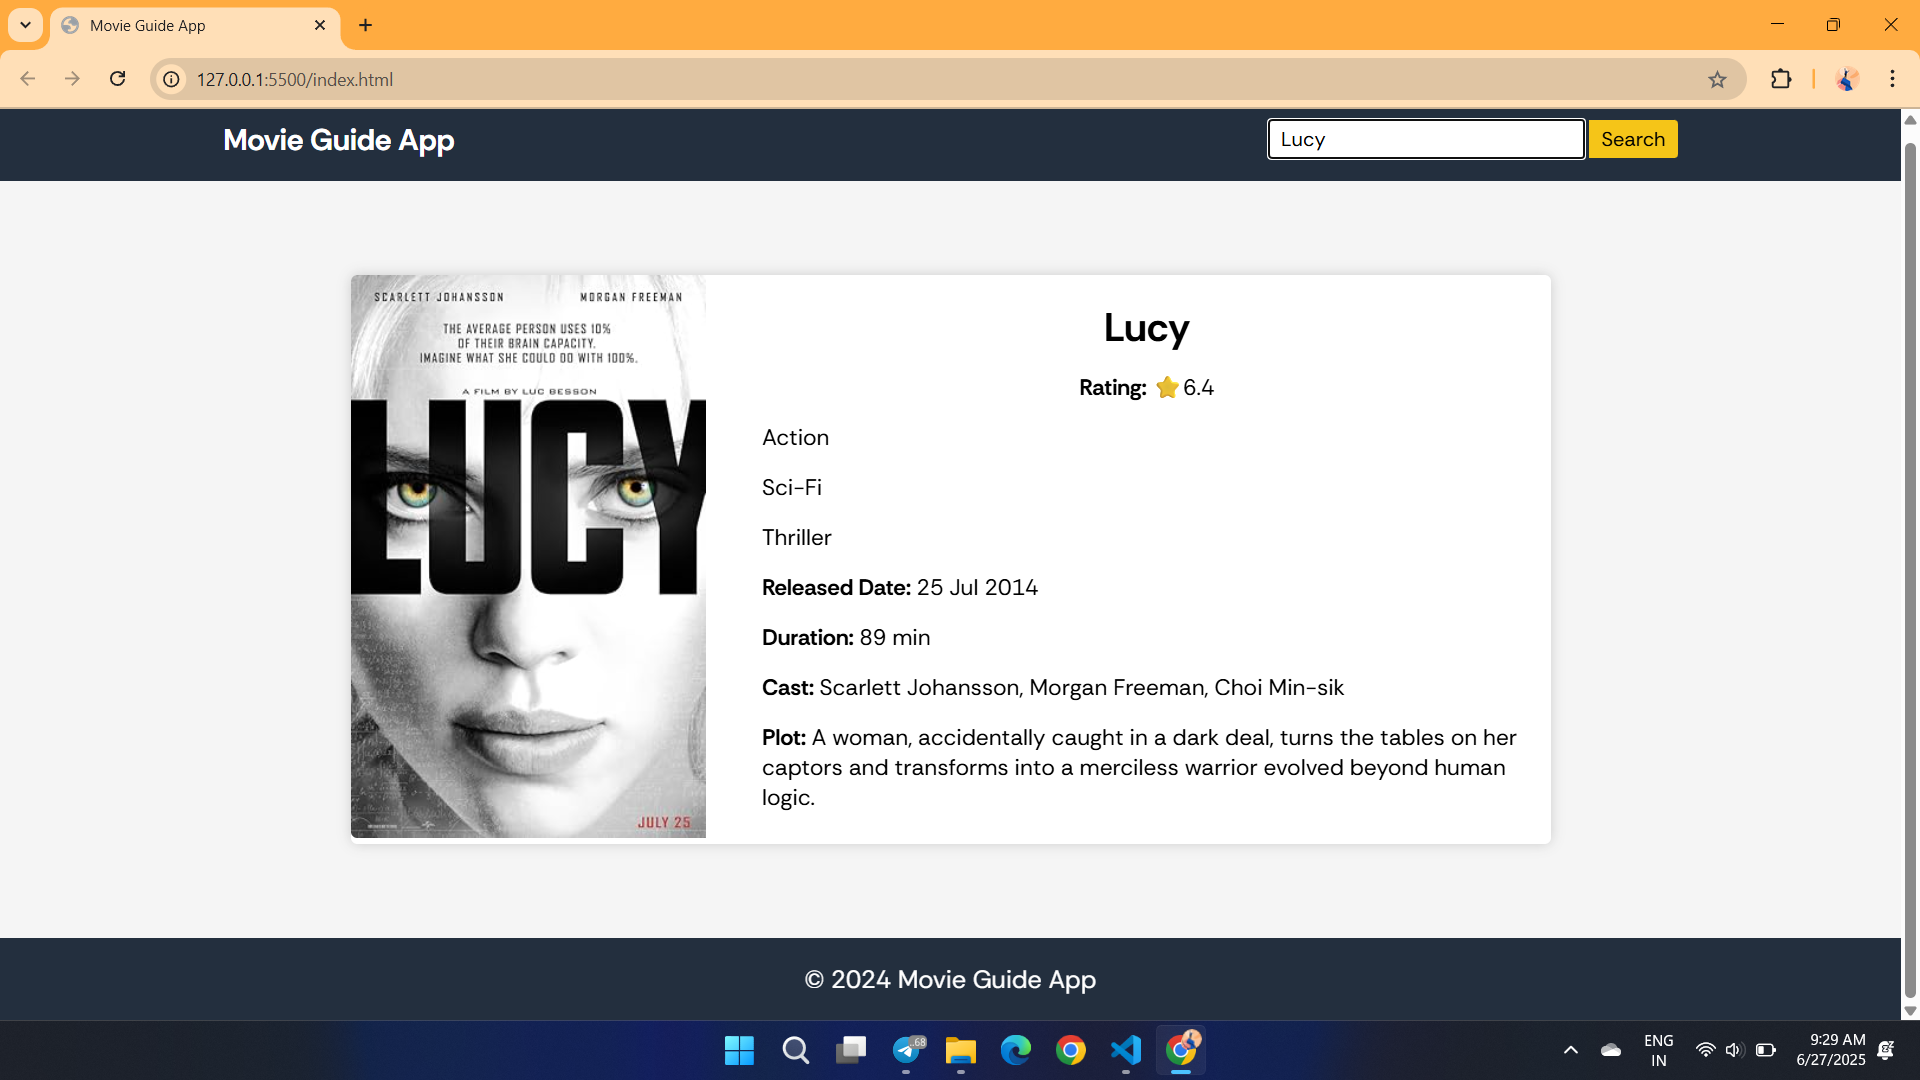 Movie Guide App
127.0.0.1:5500/index.html
Movie Guide App
Lucy
Search
SCARLETT JOHANSSON MORGAN FREEMAN
THE AVERAGE PERSON USES 10%
OF THEIR BRAIN CAPACITY.
IMAGINE WHAT SHE COULD DO WITH 100%.
A FILM BY LUC BESSON
LUCY
JULY 25
Lucy
Rating: ⭐6.4
Action
Sci-Fi
Thriller
Released Date: 25 Jul 2014
Duration: 89 min
Cast: Scarlett Johansson, Morgan Freeman, Choi Min-sik
Plot: A woman, accidentally caught in a dark deal, turns the tables on her
captors and transforms into a merciless warrior evolved beyond human
logic.
© 2024 Movie Guide App
..68
ENG
IN
9:29 AM
6/27/2025